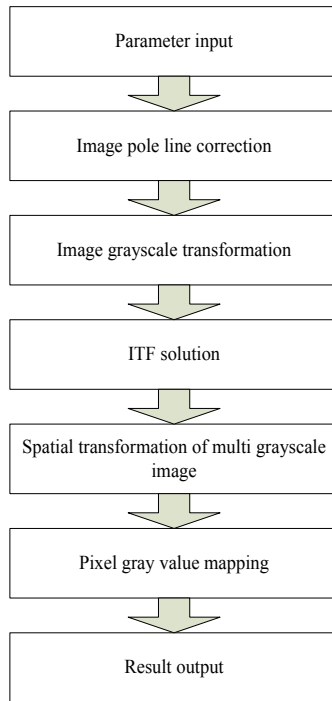 Parameter input
Image pole line correction
Image grayscale transformation
ITF solution
Spatial transformation of multi grayscale
image
Pixel gray value mapping
Result output